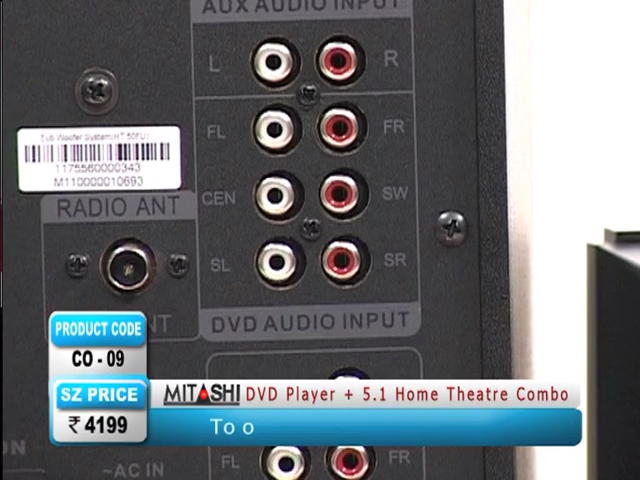 AUX AUDIO INPUT
L R
FL FR
Sub Woofer System(HT 50FU)
1175560000343
M110000010693
CEN SW
RADIO ANT
SL SR
DVD AUDIO INPUT
PRODUCT CODE
CO - 09
SZ PRICE
₹ 4199
MITASHI DVD Player + 5.1 Home Theatre Combo
To o
FL FR
~AC IN